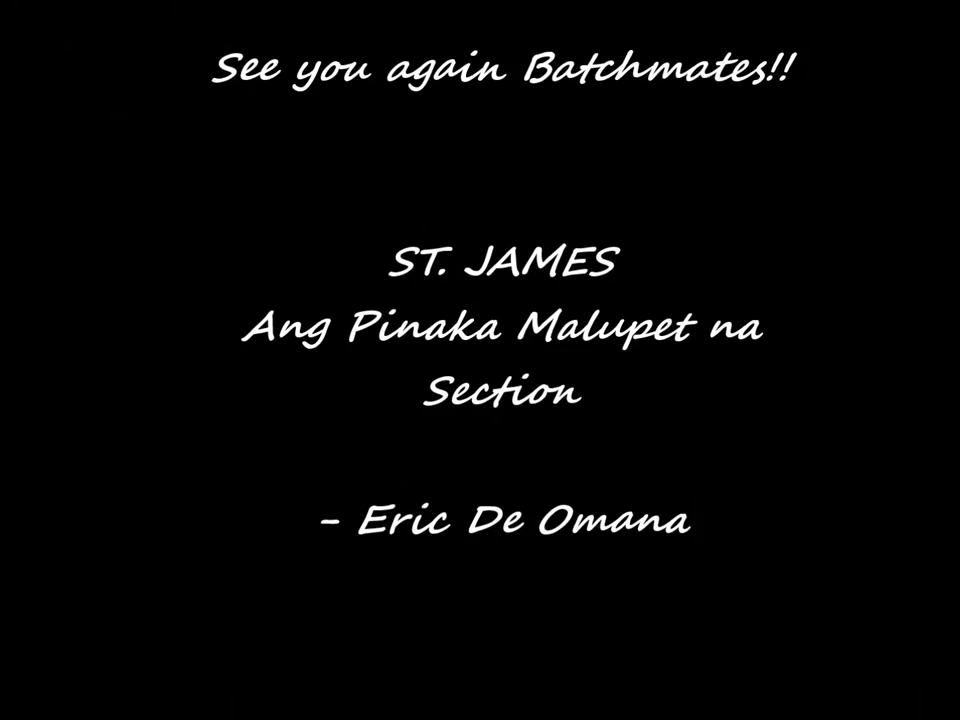 See you again Batchmates!!
ST. JAMES
Ang Pinaka Malupet na
Section
- Eric De Omana